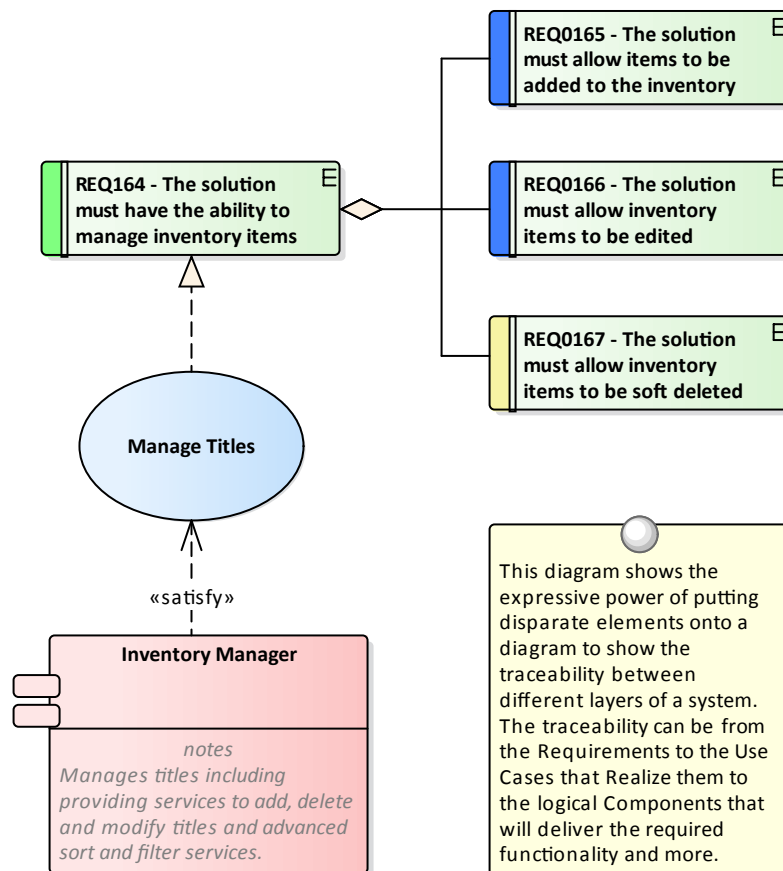 REQ0165 - The solution
must allow items to be
added to the inventory
E
REQ164 - The solution
must have the ability to
manage inventory items
E
REQ0166 - The solution
must allow inventory
items to be edited
E
REQ0167 - The solution
must allow inventory
items to be soft deleted
E
Manage Titles
«satisfy»
Inventory Manager
notes
Manages titles including
providing services to add, delete
and modify titles and advanced
sort and filter services.
This diagram shows the
expressive power of putting
disparate elements onto a
diagram to show the
traceability between
different layers of a system.
The traceability can be from
the Requirements to the Use
Cases that Realize them to
the logical Components that
will deliver the required
functionality and more.